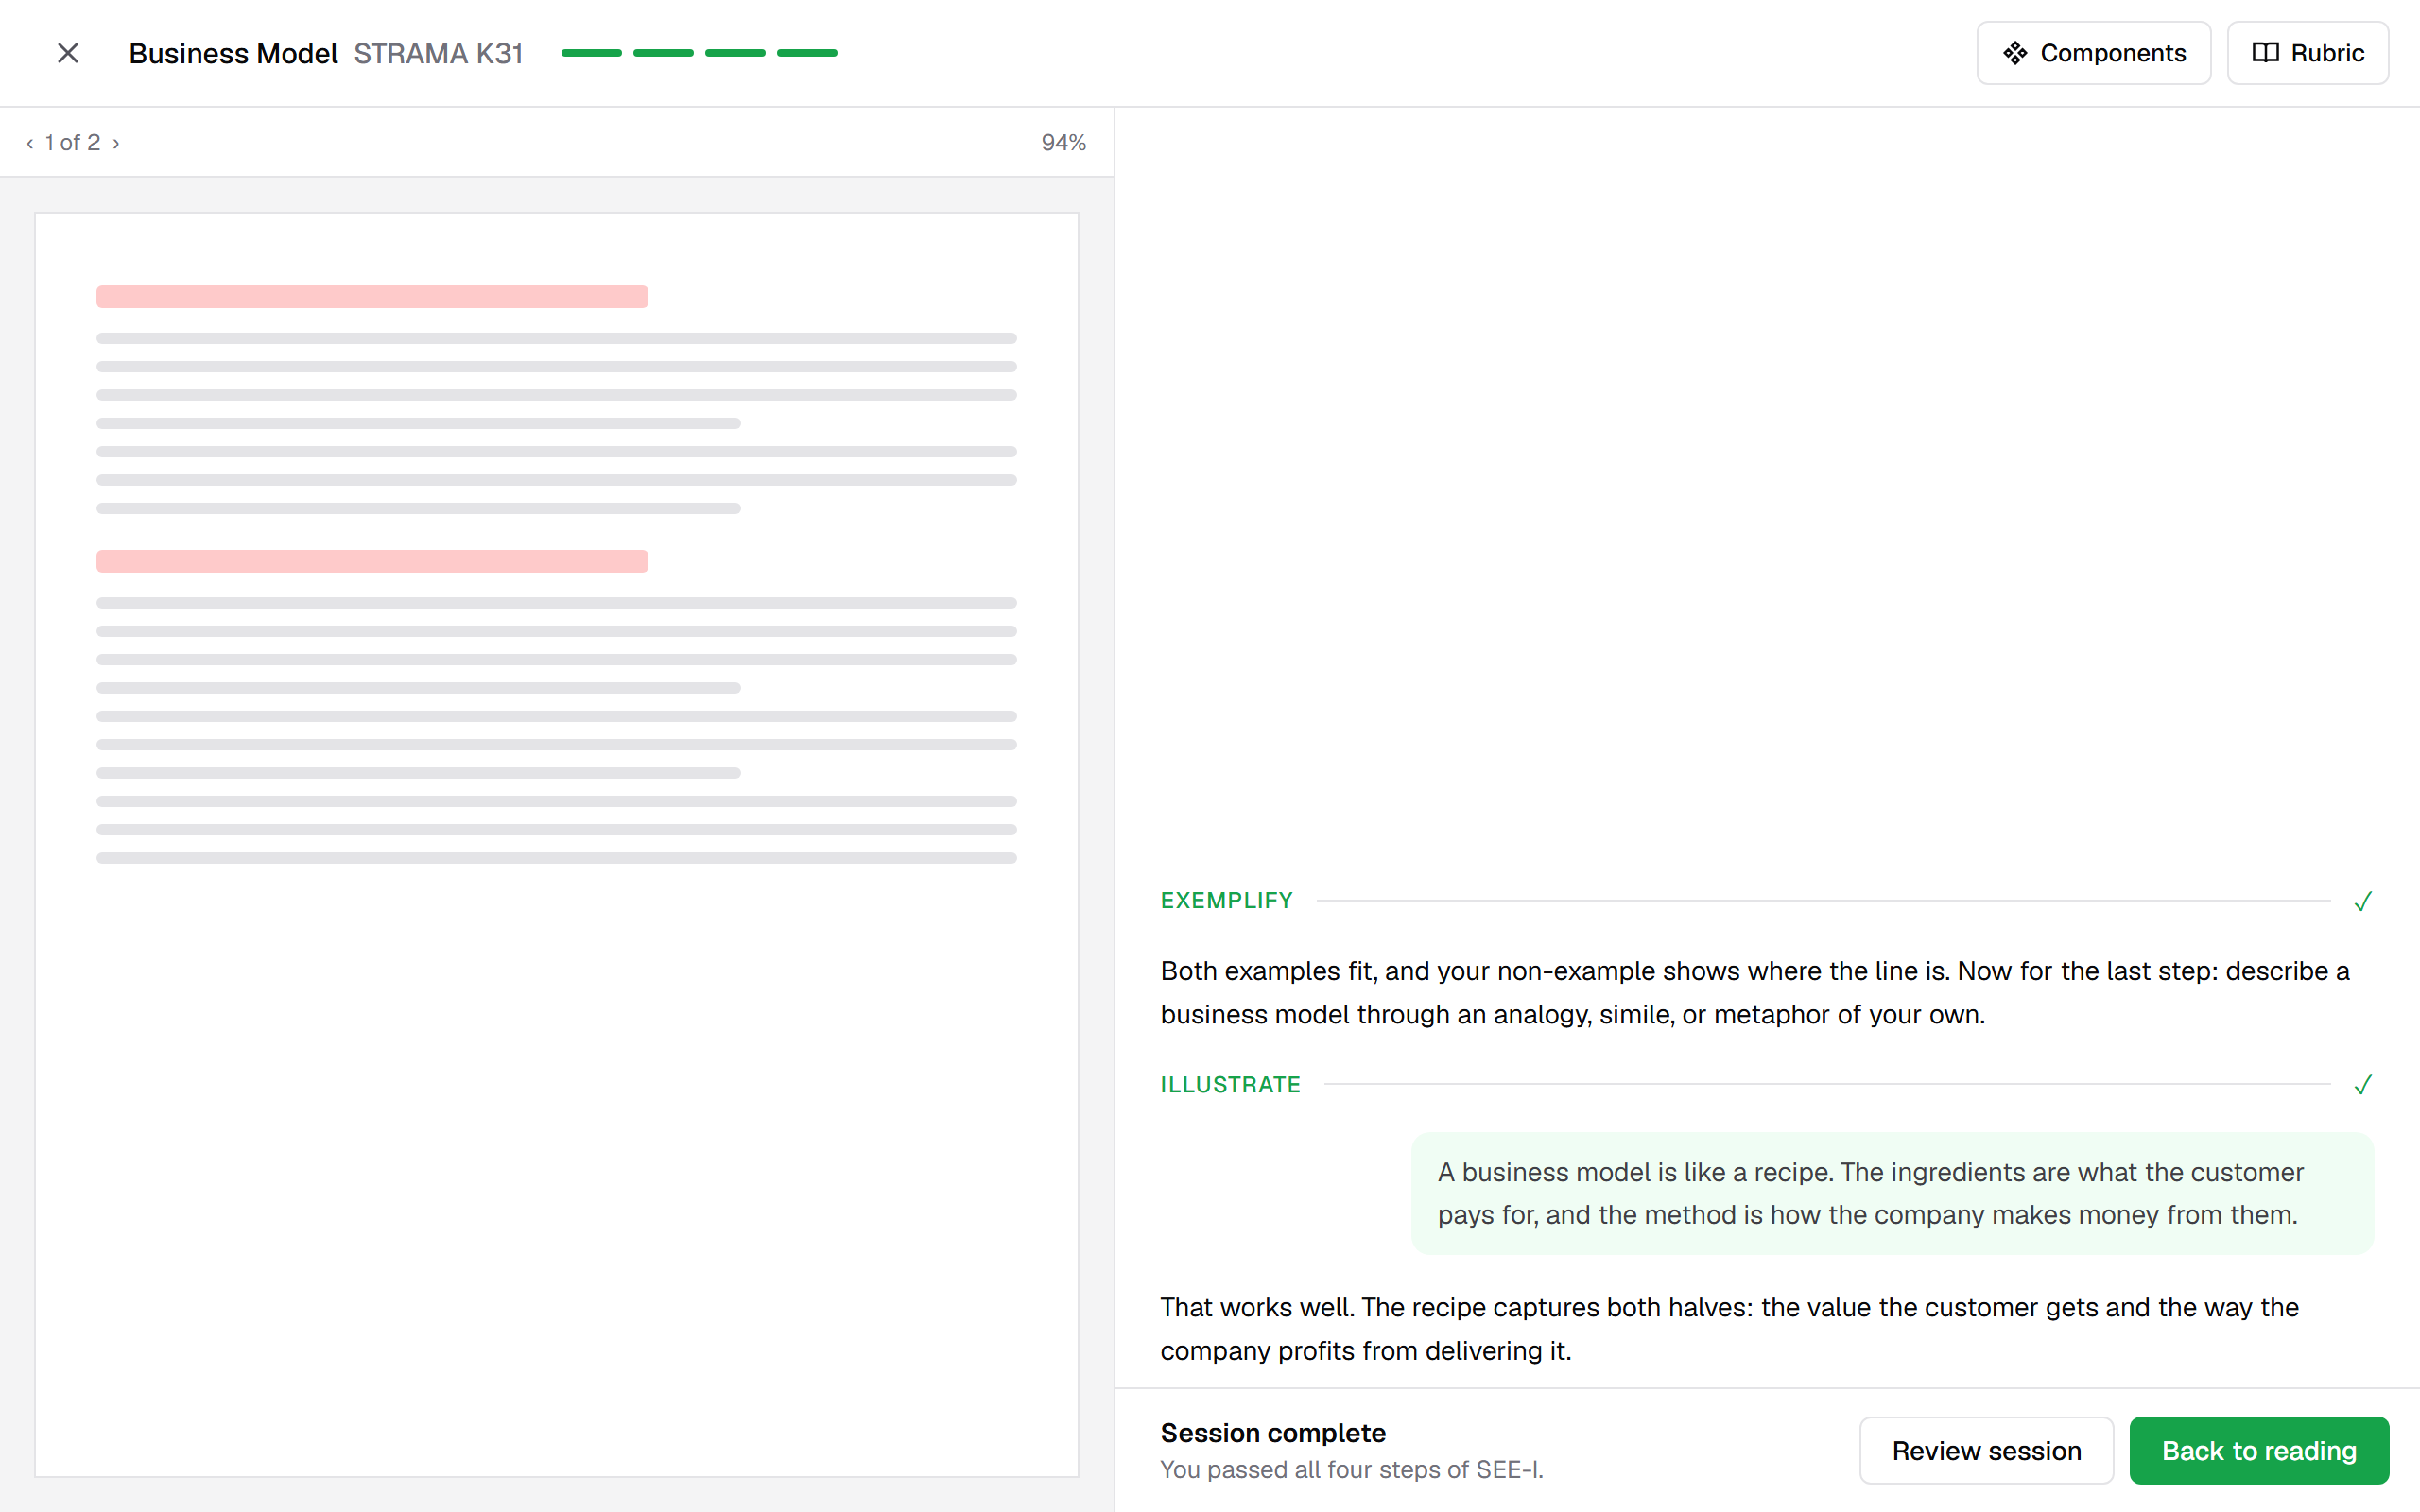 Business Model STRAMA K31
Components
Rubric
‹ 1 of 2 ›
94%
EXEMPLIFY
Both examples fit, and your non-example shows where the line is. Now for the last step: describe a
business model through an analogy, simile, or metaphor of your own.
ILLUSTRATE
A business model is like a recipe. The ingredients are what the customer
pays for, and the method is how the company makes money from them.
That works well. The recipe captures both halves: the value the customer gets and the way the
company profits from delivering it.
Session complete
You passed all four steps of SEE-I.
Review session
Back to reading